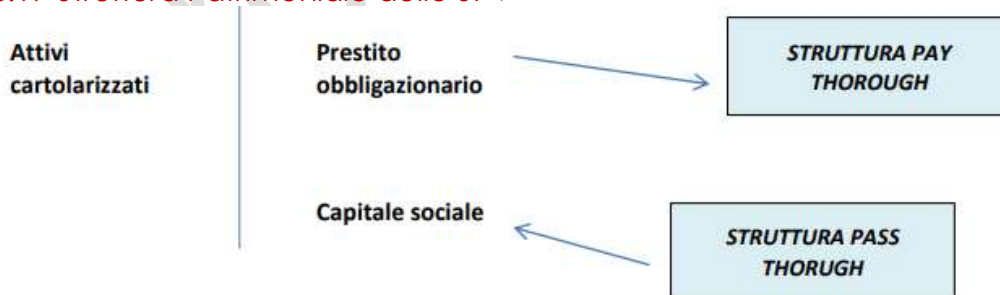 Attivi
cartolarizzati
Prestito
obbligazionario
STRUTTURA PAY
THOROUGH
Capitale sociale
STRUTTURA PASS
THORUGH